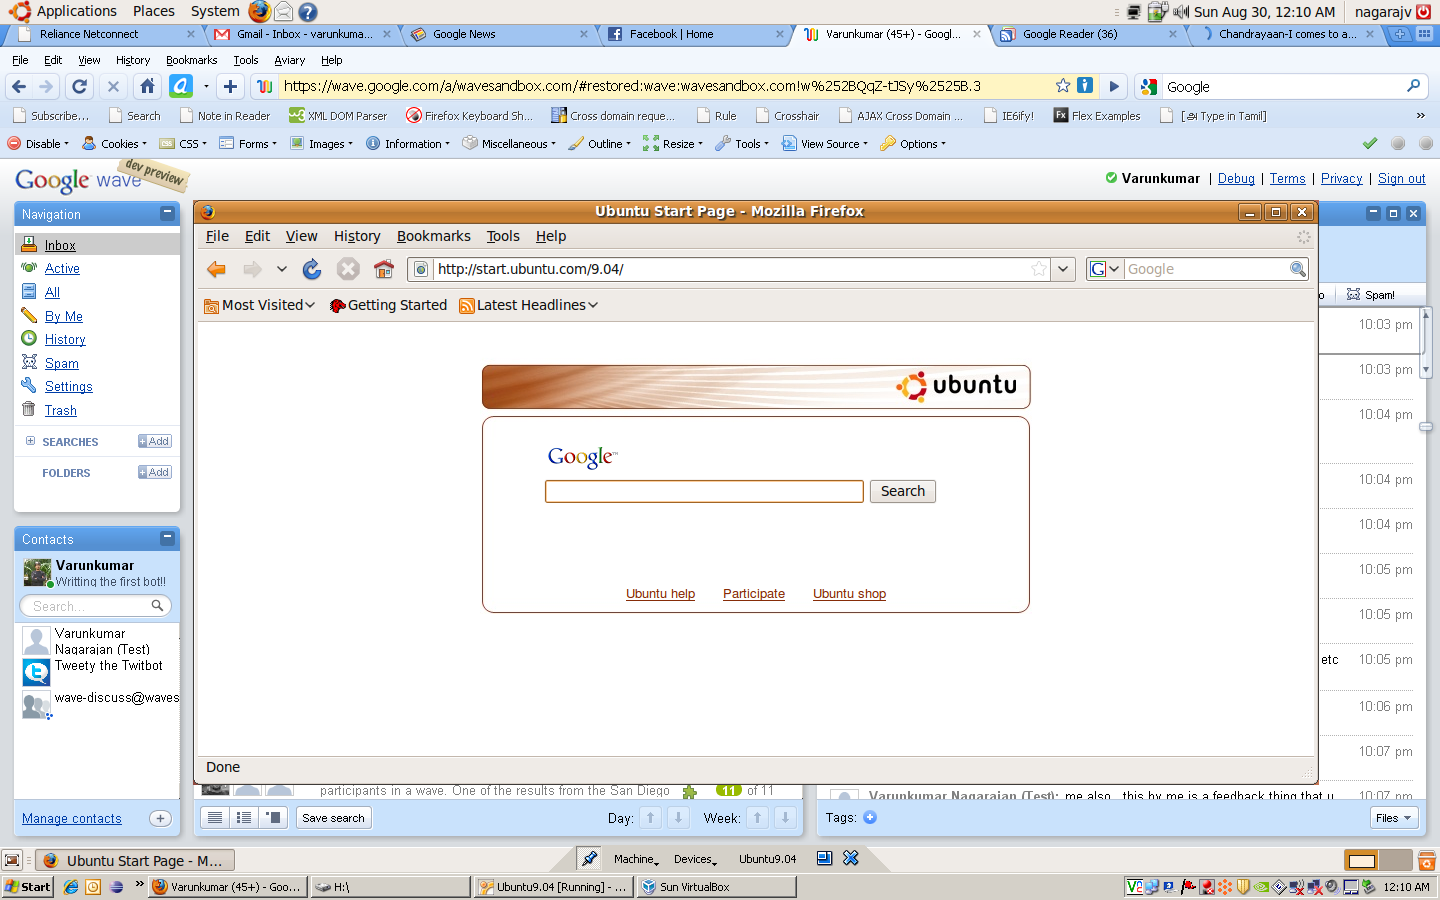 Applications Places System Sun Aug 30, 12:10 AM nagarajv
Reliance Netconnect Gmail - Inbox - varunkuma... Google News Facebook | Home Varunkumar (45+) - Googl... Google Reader (36) Chandrayaan-I comes to a...
File Edit View History Bookmarks Tools Aviary Help
https://wave.google.com/a/wavesandbox.com/#restored:wave:wavesandbox.com!w%252BQqZ-tJSy%2525B.3 Google
Subscribe... Search Note in Reader XML DOM Parser Firefox Keyboard Sh... Cross domain reque... Rule Crosshair AJAX Cross Domain ... IE6ify! Flex Examples Type in Tamil] »
Disable Cookies CSS Forms Images Information Miscellaneous Outline Resize Tools View Source Options
Google wave dev preview
Varunkumar | Debug | Terms | Privacy | Sign out
Navigation
Inbox
Active
All
By Me
History
Spam
Settings
Trash
SEARCHES +Add
FOLDERS +Add
Contacts
Varunkumar
Writting the first bot!!
Search...
Varunkumar
Nagarajan (Test)
Tweety the Twitbot
wave-discuss@waves
Manage contacts
Ubuntu Start Page - Mozilla Firefox
File Edit View History Bookmarks Tools Help
http://start.ubuntu.com/9.04/ G Google
Most Visited Getting Started Latest Headlines
ubuntu
Google
Search
Ubuntu help Participate Ubuntu shop
Done
o Spam!
10:03 pm
10:03 pm
10:04 pm
10:04 pm
10:04 pm
10:05 pm
10:05 pm
etc 10:05 pm
10:06 pm
10:07 pm
participants in a wave. One of the results from the San Diego 11 of 11
Varunkumar Nagarajan (Test): me also...this by me is a feedback thing that u 10:07 pm
Save search Day: Week: Tags: Files
Ubuntu Start Page - M...
Machine Devices Ubuntu9.04
Start » Varunkumar (45+) - Goo... H:\ Ubuntu9.04 [Running] - ... Sun VirtualBox 12:10 AM